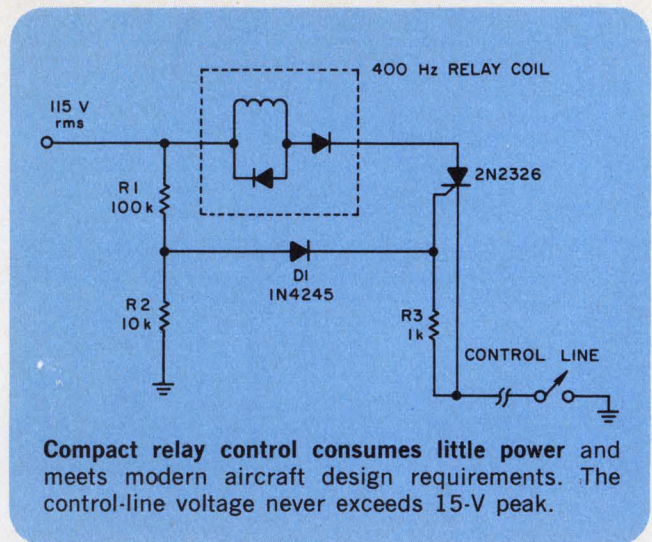 400 Hz RELAY COIL
115 V
rms
R1
100k
2N2326
D1
1N4245
R2
10k
R3
1k
CONTROL LINE
Compact relay control consumes little power and
meets modern aircraft design requirements. The
control-line voltage never exceeds 15-V peak.